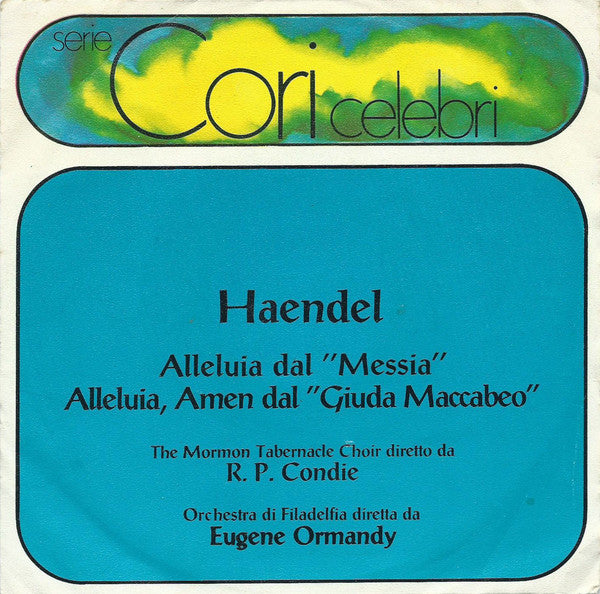 serie
Cori celebri
Haendel
Alleluia dal "Messia"
Alleluia, Amen dal "Giuda Maccabeo"
The Mormon Tabernacle Choir diretto da
R. P. Condie
Orchestra di Filadelfia diretta da
Eugene Ormandy